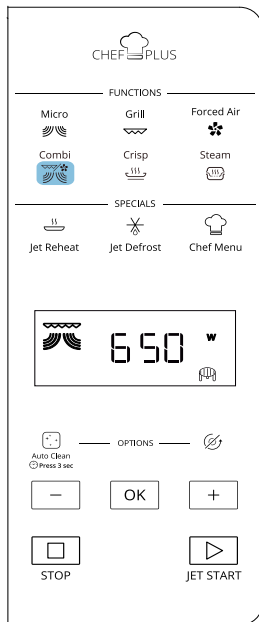 CHEF PLUS
FUNCTIONS
Micro Grill Forced Air
Combi Crisp Steam
SPECIALS
Jet Reheat Jet Defrost Chef Menu
650 W
Auto Clean
Press 3 sec
OPTIONS
- OK +
STOP JET START